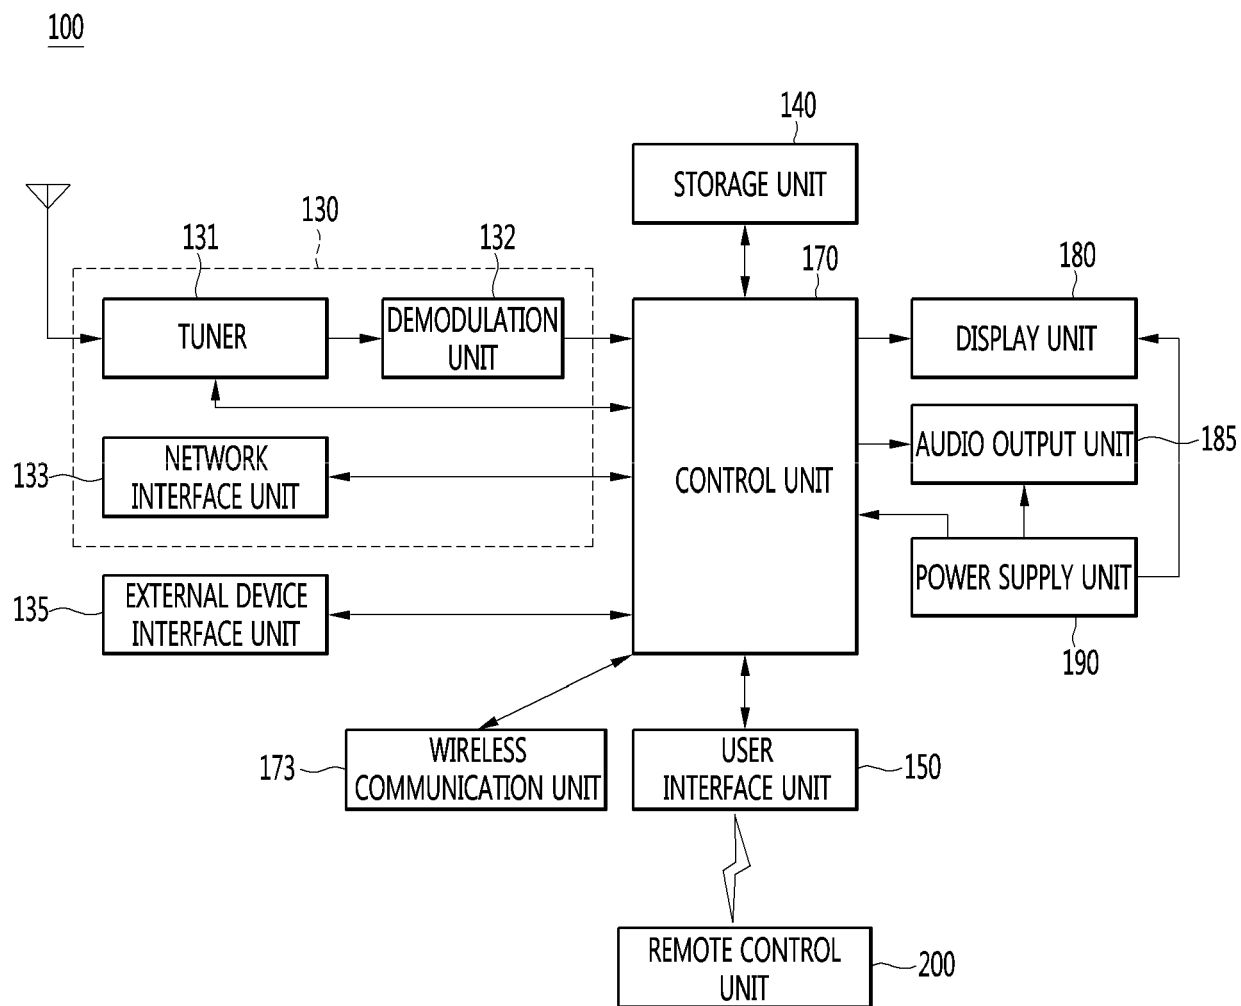 100
140
STORAGE UNIT
130
131
132
170
180
TUNER
DEMODULATION
UNIT
DISPLAY UNIT
AUDIO OUTPUT UNIT
185
133
NETWORK
INTERFACE UNIT
CONTROL UNIT
POWER SUPPLY UNIT
190
135
EXTERNAL DEVICE
INTERFACE UNIT
173
WIRELESS
COMMUNICATION UNIT
USER
INTERFACE UNIT
150
REMOTE CONTROL
UNIT
200